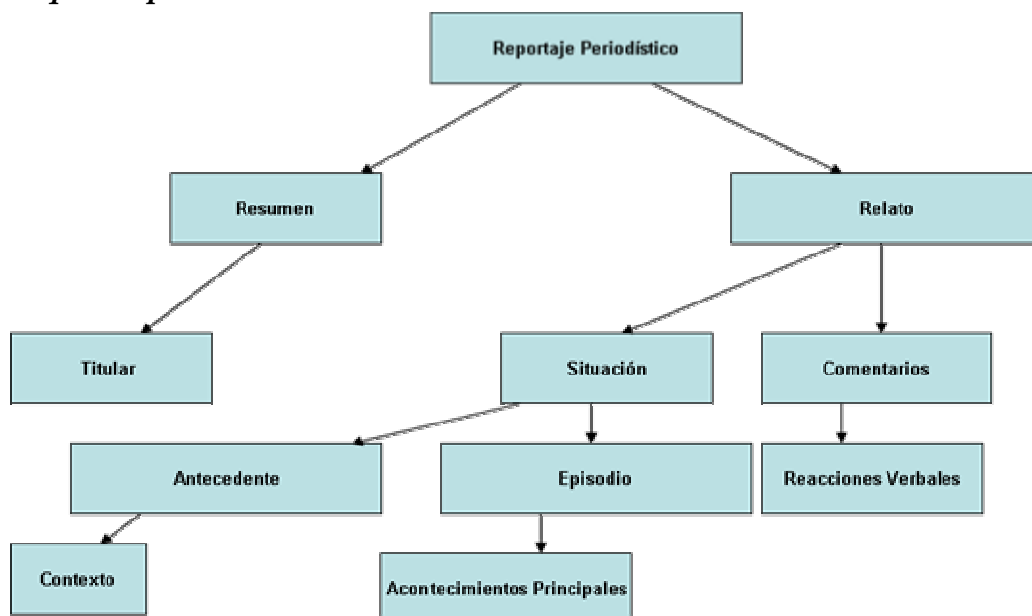 Reportaje Periodístico
Resumen
Relato
Titular
Situación
Comentarios
Antecedente
Episodio
Reacciones Verbales
Contexto
Acontecimientos Principales